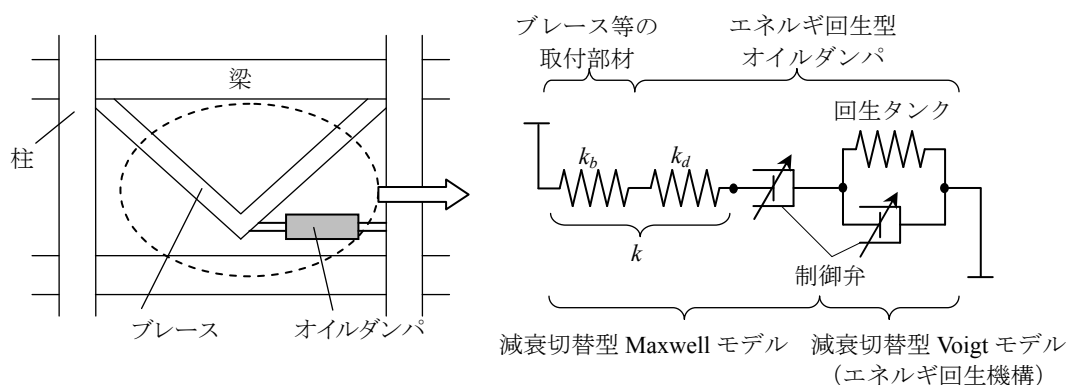 梁
柱
ブレース
オイルダンパ
ブレース等の
取付部材
エネルギ回生型
オイルダンパ
回生タンク
k_b
k_d
k
制御弁
減衰切替型 Maxwell モデル
減衰切替型 Voigt モデル
（エネルギ回生機構）